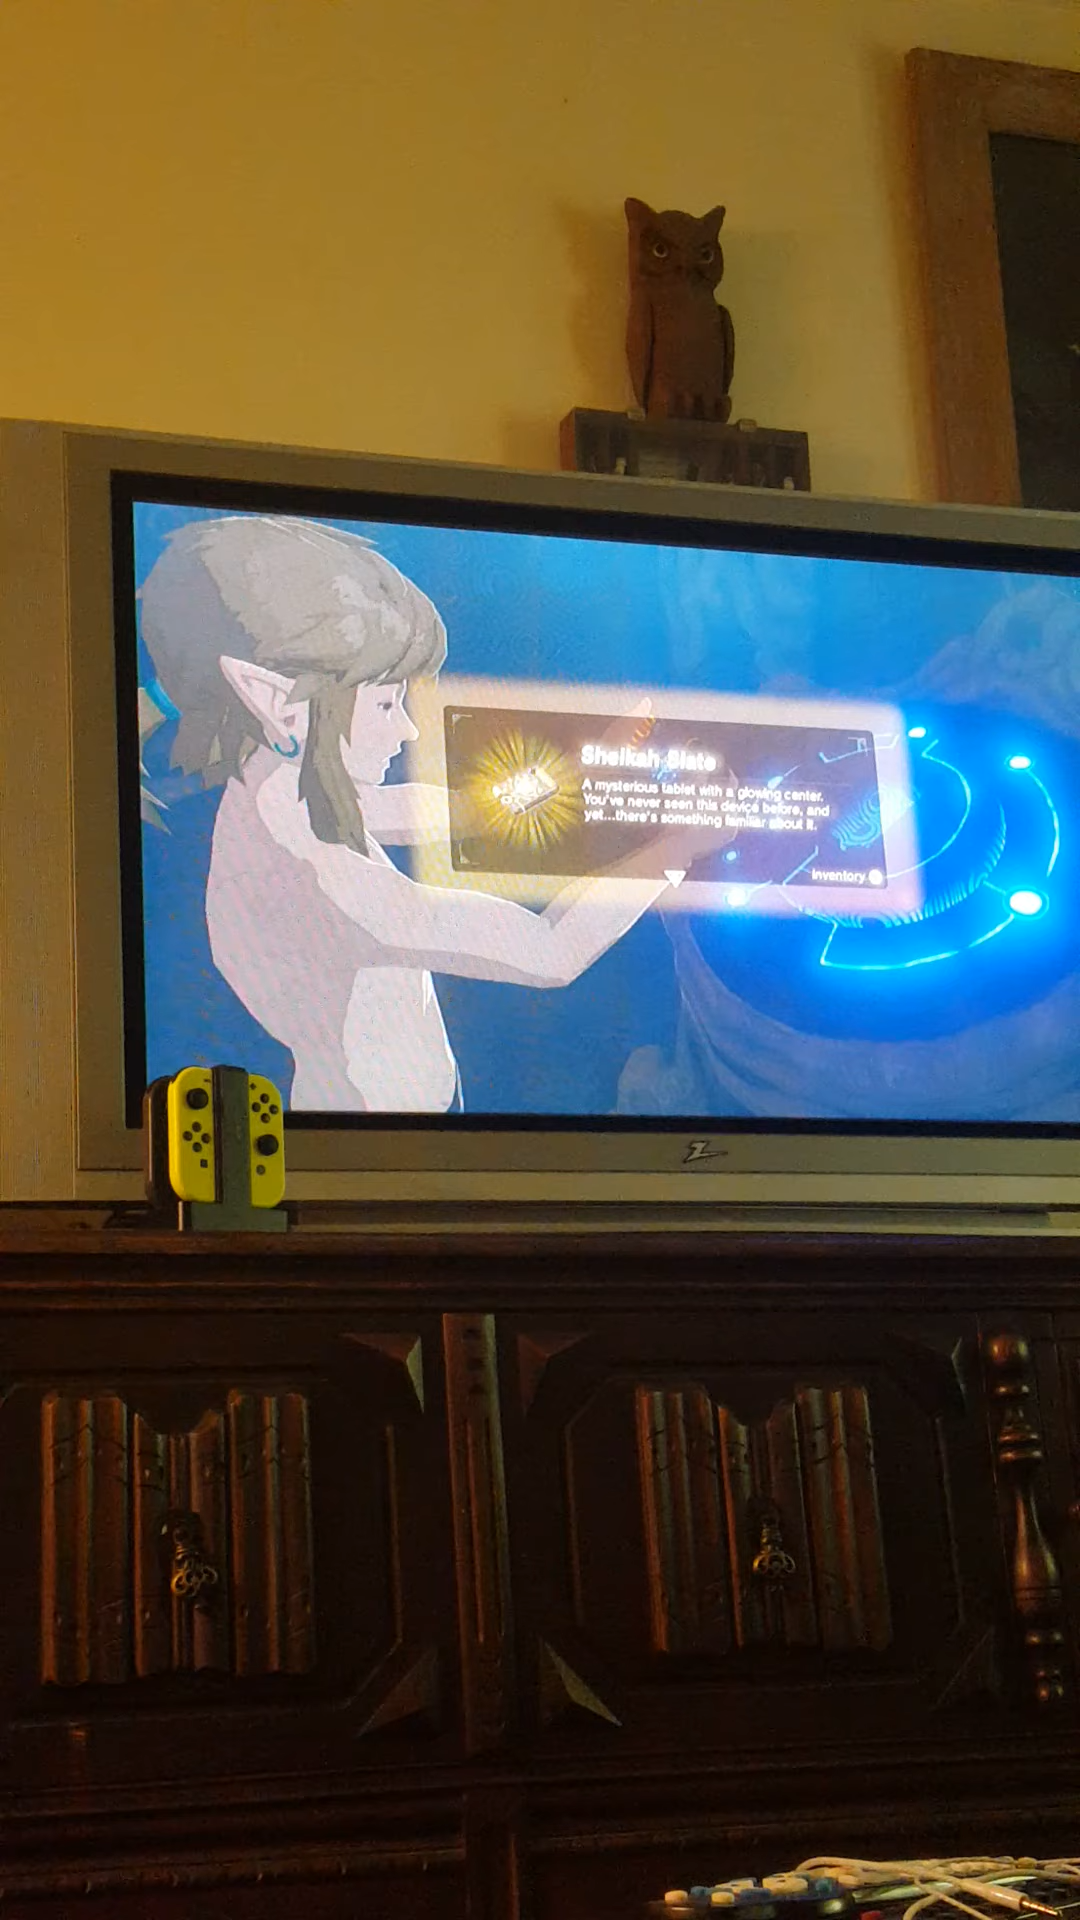 Sheikah Slate
A mysterious tablet with a glowing center.
You've never seen this device before, and
yet...there's something familiar about it.
Inventory